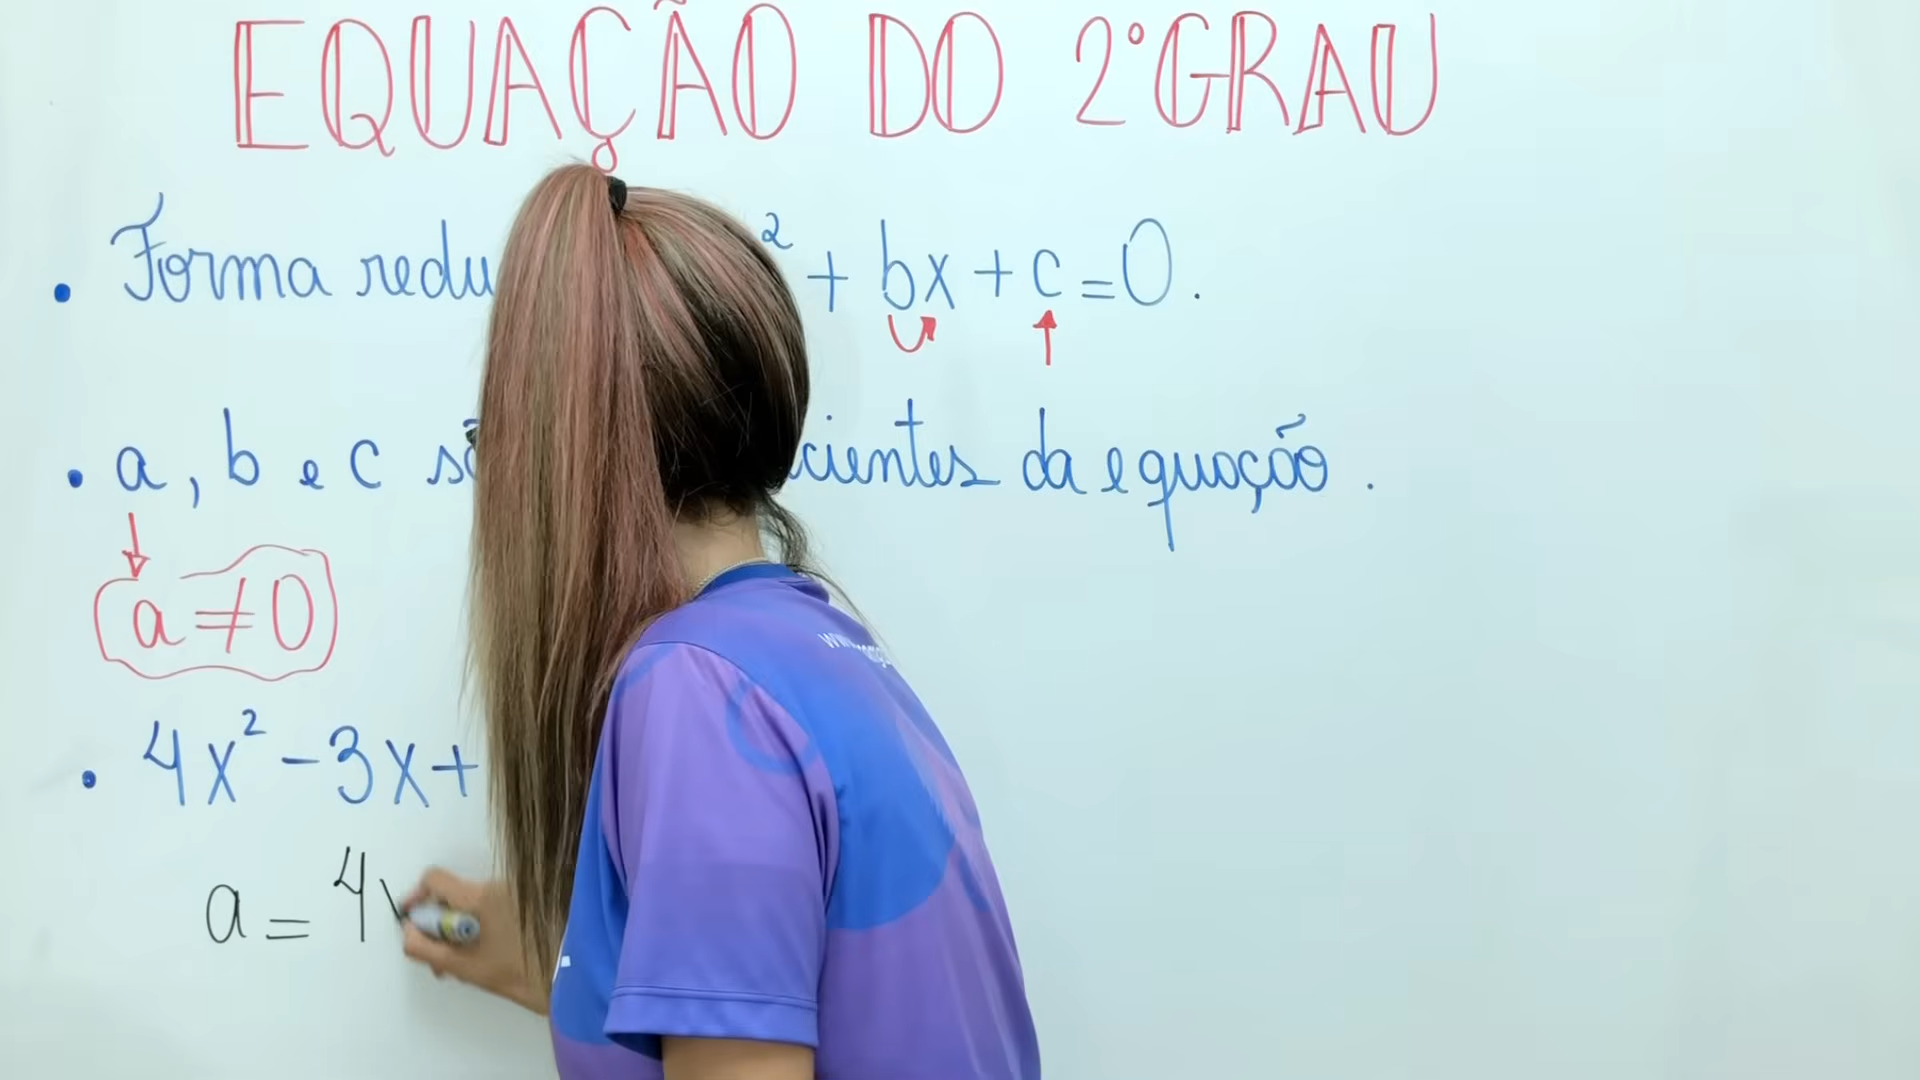 EQUAÇÃO DO 2° GRAU
• Forma redu ² + bx + c = 0.
• a, b e c sã cientes da equação.
a ≠ 0
• 4x² - 3x +
a = 4